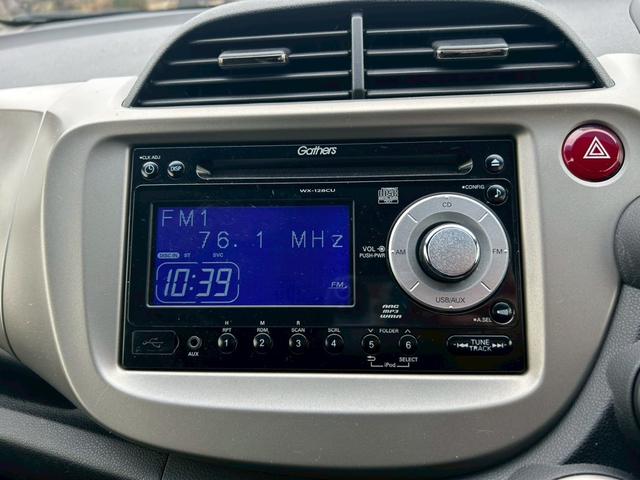 Gathers
CLK ADJ
DISP
WX-128CU
CONFIG
FM1
76.1 MHz
DISC IN ST SVC
10:39
FM
VOL
PUSH-PWR
CD
AM
FM
USB/AUX
MP3
WMA
A.SEL
AUX
H M R
RPT RDM SCAN SCRL FOLDER
1 2 3 4 5 6
iPod SELECT
TUNE
TRACK